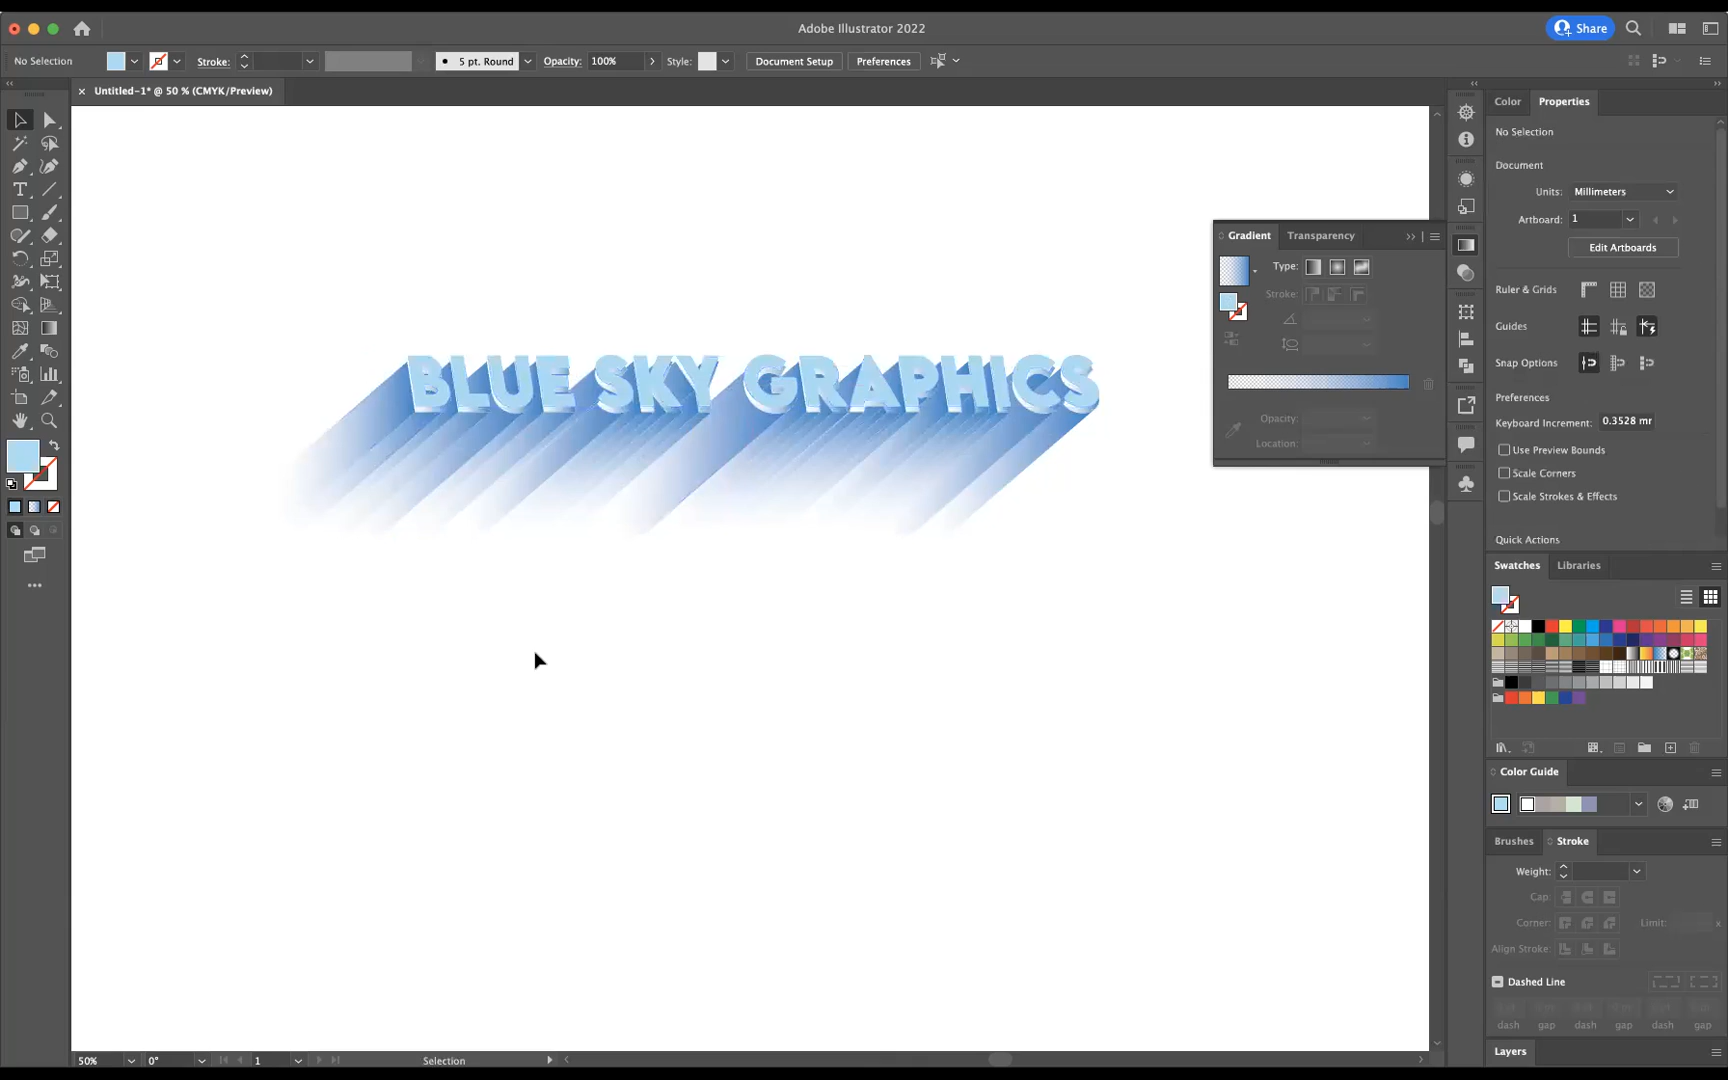 Adobe Illustrator 2022
Share
No Selection
Stroke:
5 pt. Round
Opacity:
100%
Style:
Document Setup
Preferences
Untitled-1* @ 50 % (CMYK/Preview)
BLUE SKY GRAPHICS
Gradient
Transparency
Type:
Stroke:
Opacity:
Location:
Color
Properties
No Selection
Document
Units:
Millimeters
Artboard:
1
Edit Artboards
Ruler & Grids
Guides
Snap Options
Preferences
Keyboard Increment:
0.3528 mr
Use Preview Bounds
Scale Corners
Scale Strokes & Effects
Quick Actions
Swatches
Libraries
Color Guide
Brushes
Stroke
Weight:
Cap:
Corner:
Limit:
x
Align Stroke:
Dashed Line
dash
gap
dash
gap
dash
gap
Layers
50%
0°
1
Selection